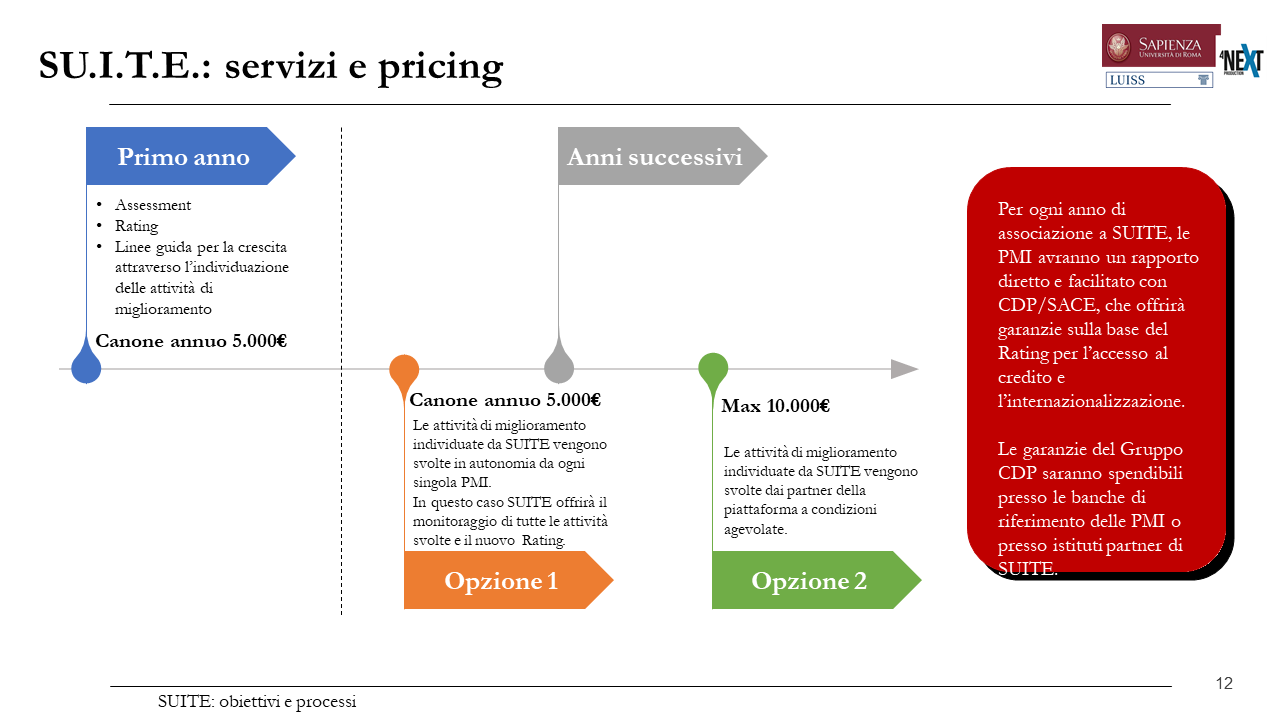 SU.I.T.E.: servizi e pricing
SAPIENZA
UNIVERSITÀ DI ROMA
LUISS
4NEXT
PRODUCTION
Primo anno
• Assessment
• Rating
• Linee guida per la crescita
attraverso l'individuazione
delle attività di
miglioramento
Canone annuo 5.000€
Anni successivi
Canone annuo 5.000€
Le attività di miglioramento
individuate da SUITE vengono
svolte in autonomia da ogni
singola PMI.
In questo caso SUITE offrirà il
monitoraggio di tutte le attività
svolte e il nuovo Rating.
Opzione 1
Max 10.000€
Le attività di miglioramento
individuate da SUITE vengono
svolte dai partner della
piattaforma a condizioni
agevolate.
Opzione 2
Per ogni anno di
associazione a SUITE, le
PMI avranno un rapporto
diretto e facilitato con
CDP/SACE, che offrirà
garanzie sulla base del
Rating per l'accesso al
credito e
l'internazionalizzazione.
Le garanzie del Gruppo
CDP saranno spendibili
presso le banche di
riferimento delle PMI o
presso istituti partner di
SUITE.
SUITE: obiettivi e processi
12